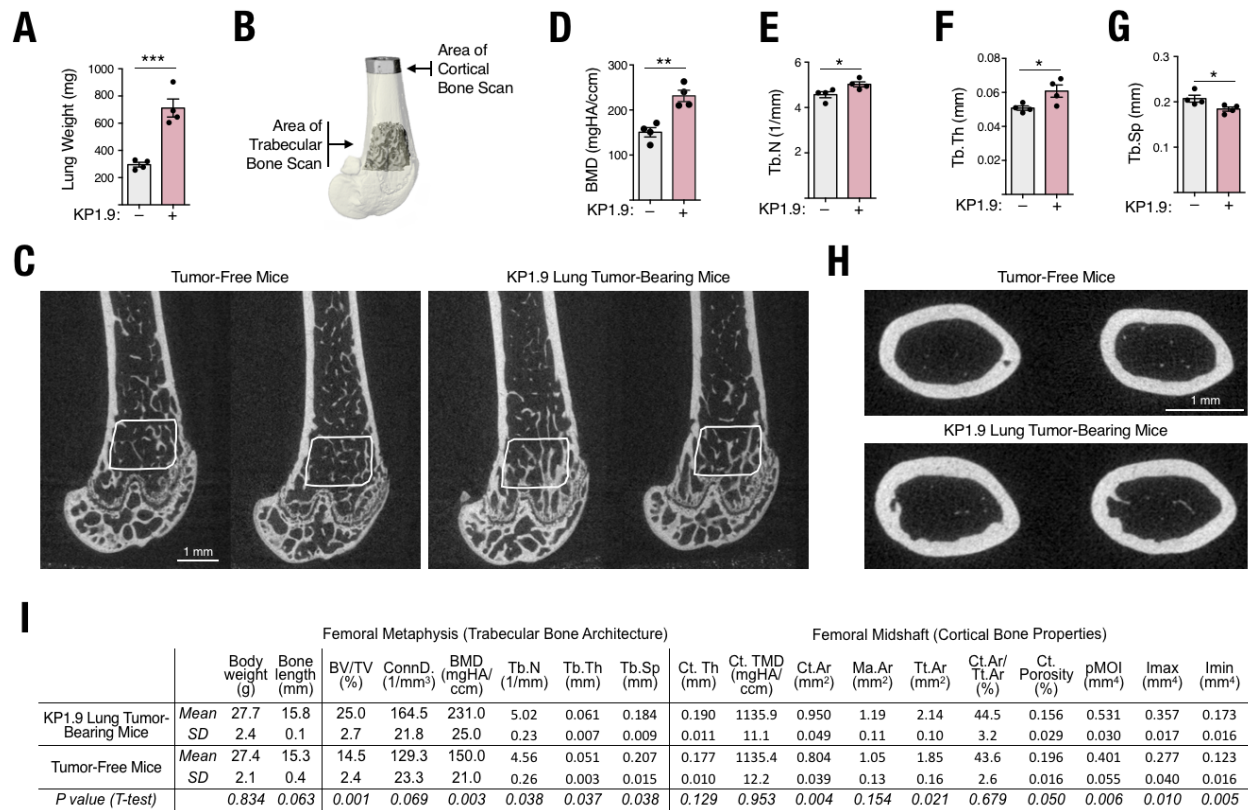 A
***
Lung Weight (mg)
1000
800
600
400
200
KP1.9: – +
B
Area of
Cortical
Bone Scan
Area of
Trabecular
Bone Scan
D
**
BMD (mgHA/ccm)
300
200
100
KP1.9: – +
E
*
Tb.N (1/mm)
6
4
2
KP1.9: – +
F
*
Tb.Th (mm)
0.08
0.06
0.04
0.02
KP1.9: – +
G
*
Tb.Sp (mm)
0.3
0.2
0.1
KP1.9: – +
C
Tumor-Free Mice
KP1.9 Lung Tumor-Bearing Mice
1 mm
H
Tumor-Free Mice
1 mm
KP1.9 Lung Tumor-Bearing Mice
I
Femoral Metaphysis (Trabecular Bone Architecture) Femoral Midshaft (Cortical Bone Properties)
Body weight (g) Bone length (mm) BV/TV (%) ConnD. (1/mm³) BMD (mgHA/ccm) Tb.N (1/mm) Tb.Th (mm) Tb.Sp (mm) Ct. Th (mm) Ct. TMD (mgHA/ccm) Ct.Ar (mm²) Ma.Ar (mm²) Tt.Ar (mm²) Ct.Ar/Tt.Ar (%) Ct. Porosity (%) pMOI (mm⁴) Imax (mm⁴) Imin (mm⁴)
KP1.9 Lung Tumor-Bearing Mice Mean 27.7 15.8 25.0 164.5 231.0 5.02 0.061 0.184 0.190 1135.9 0.950 1.19 2.14 44.5 0.156 0.531 0.357 0.173
SD 2.4 0.1 2.7 21.8 25.0 0.23 0.007 0.009 0.011 11.1 0.049 0.11 0.10 3.2 0.029 0.030 0.017 0.016
Tumor-Free Mice Mean 27.4 15.3 14.5 129.3 150.0 4.56 0.051 0.207 0.177 1135.4 0.804 1.05 1.85 43.6 0.196 0.401 0.277 0.123
SD 2.1 0.4 2.4 23.3 21.0 0.26 0.003 0.015 0.010 12.2 0.039 0.13 0.16 2.6 0.016 0.055 0.040 0.016
P value (T-test) 0.834 0.063 0.001 0.069 0.003 0.038 0.037 0.038 0.129 0.953 0.004 0.154 0.021 0.679 0.050 0.006 0.010 0.005